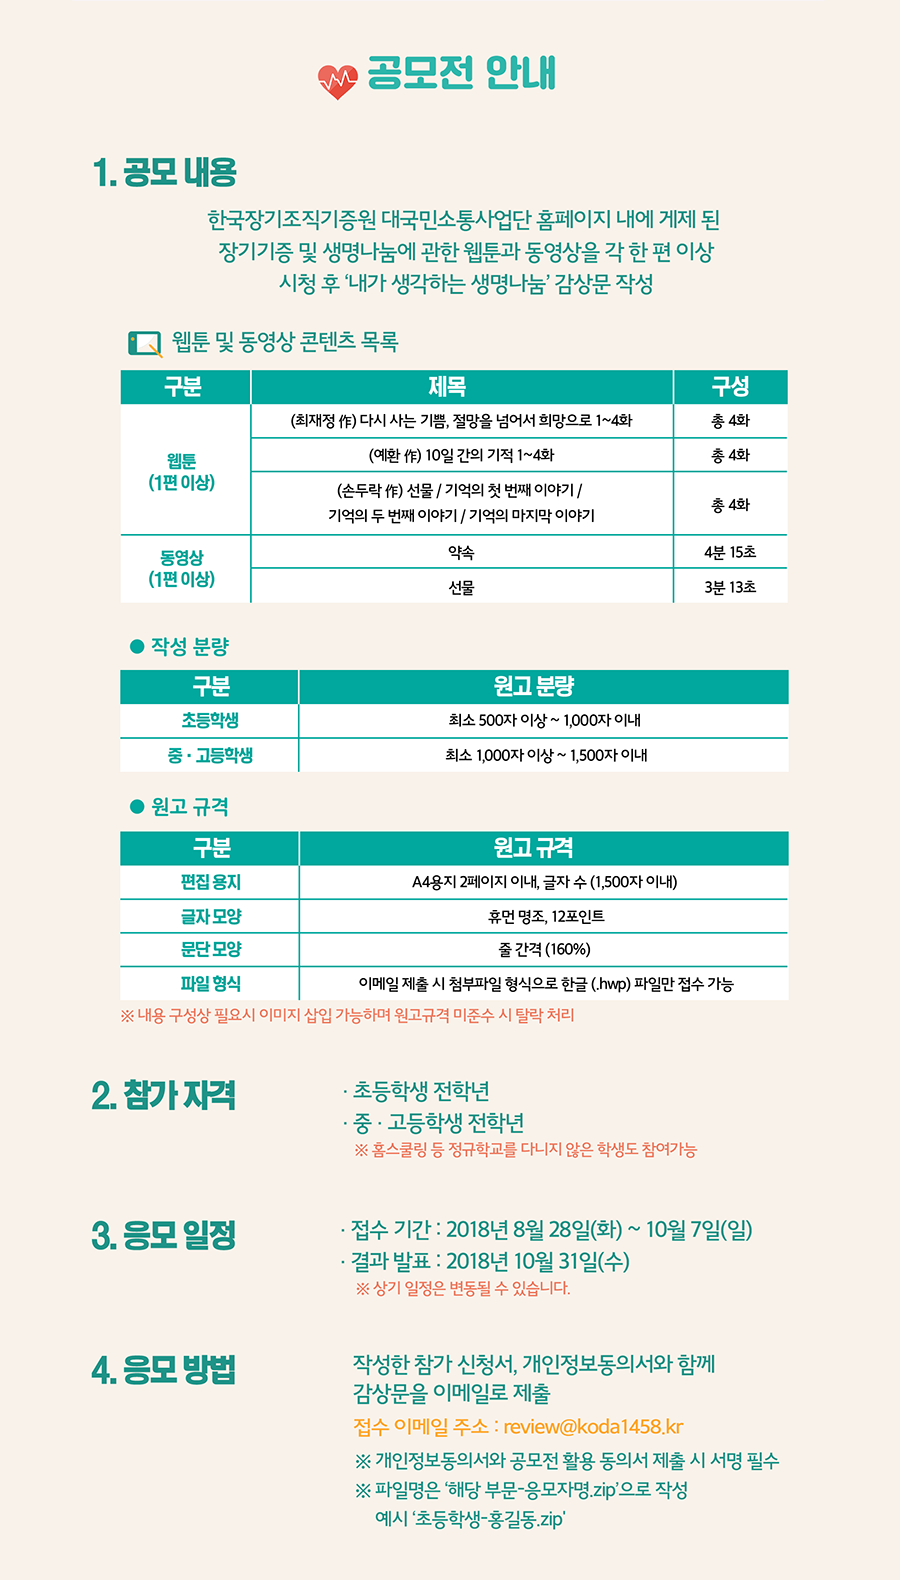 공모전 안내
1. 공모 내용
한국장기조직기증원 대국민소통사업단 홈페이지 내에 게제 된
장기기증 및 생명나눔에 관한 웹툰과 동영상을 각 한 편 이상
시청 후 ‘내가 생각하는 생명나눔’ 감상문 작성
웹툰 및 동영상 콘텐츠 목록
구분 제목 구성
웹툰
(1편 이상)
(최재정 作) 다시 사는 기쁨, 절망을 넘어서 희망으로 1~4화 총 4화
(예환 作) 10일 간의 기적 1~4화 총 4화
(손두락 作) 선물 / 기억의 첫 번째 이야기 /
기억의 두 번째 이야기 / 기억의 마지막 이야기 총 4화
동영상
(1편 이상)
약속 4분 15초
선물 3분 13초
● 작성 분량
구분 원고 분량
초등학생 최소 500자 이상 ~ 1,000자 이내
중 · 고등학생 최소 1,000자 이상 ~ 1,500자 이내
● 원고 규격
구분 원고 규격
편집 용지 A4용지 2페이지 이내, 글자 수 (1,500자 이내)
글자 모양 휴먼 명조, 12포인트
문단 모양 줄 간격 (160%)
파일 형식 이메일 제출 시 첨부파일 형식으로 한글 (.hwp) 파일만 접수 가능
※ 내용 구성상 필요시 이미지 삽입 가능하며 원고규격 미준수 시 탈락 처리
2. 참가 자격
· 초등학생 전학년
· 중 · 고등학생 전학년
※ 홈스쿨링 등 정규학교를 다니지 않은 학생도 참여가능
3. 응모 일정
· 접수 기간 : 2018년 8월 28일(화) ~ 10월 7일(일)
· 결과 발표 : 2018년 10월 31일(수)
※ 상기 일정은 변동될 수 있습니다.
4. 응모 방법
작성한 참가 신청서, 개인정보동의서와 함께
감상문을 이메일로 제출
접수 이메일 주소 : review@koda1458.kr
※ 개인정보동의서와 공모전 활용 동의서 제출 시 서명 필수
※ 파일명은 ‘해당 부문-응모자명.zip’으로 작성
예시 ‘초등학생-홍길동.zip'